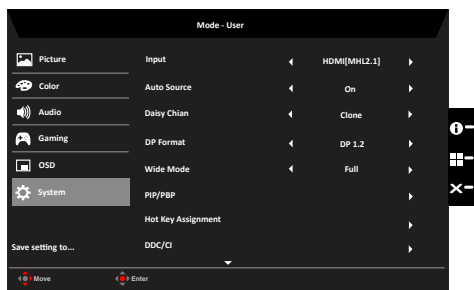 Mode - User
Picture
Color
Audio
Gaming
OSD
System
Save setting to...
Input HDMI[MHL2.1]
Auto Source On
Daisy Chian Clone
DP Format DP 1.2
Wide Mode Full
PIP/PBP
Hot Key Assignment
DDC/CI
Move Enter